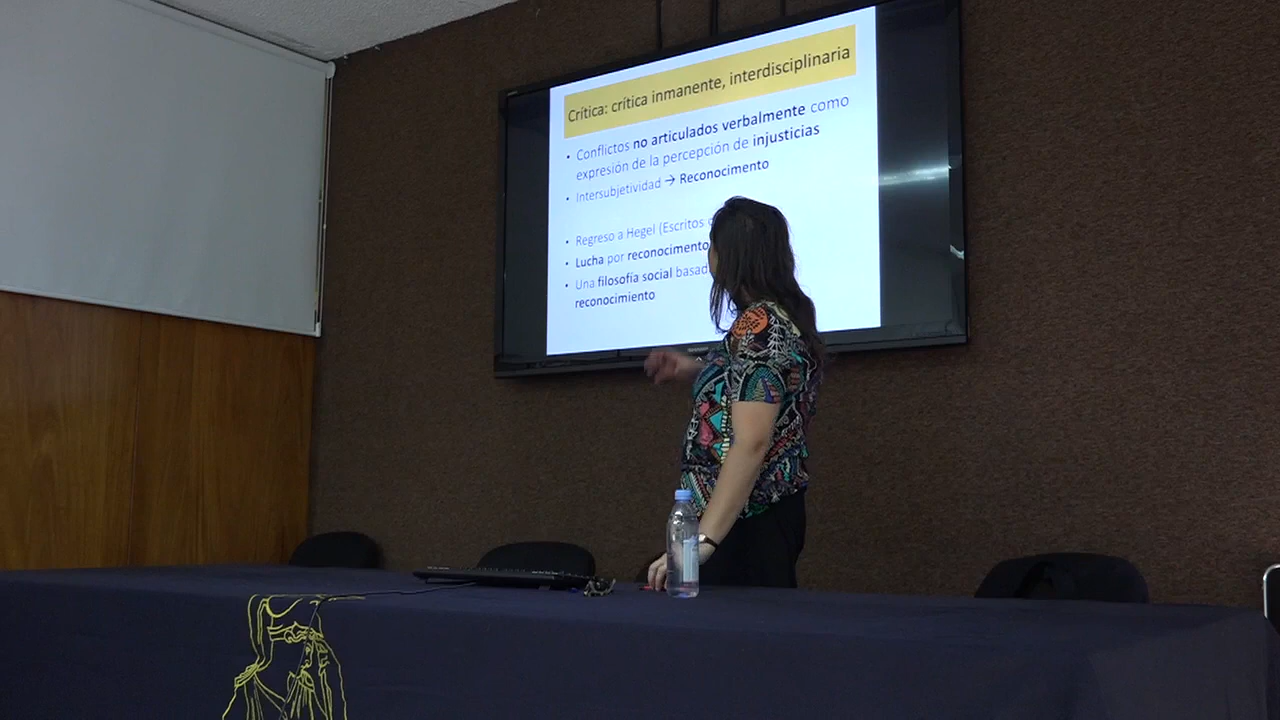 Crítica: crítica inmanente, interdisciplinaria
• Conflictos no articulados verbalmente como
expresión de la percepción de injusticias
• Intersubjetividad → Reconocimento
• Regreso a Hegel (Escritos
• Lucha por reconocimento
• Una filosofía social
reconocimiento